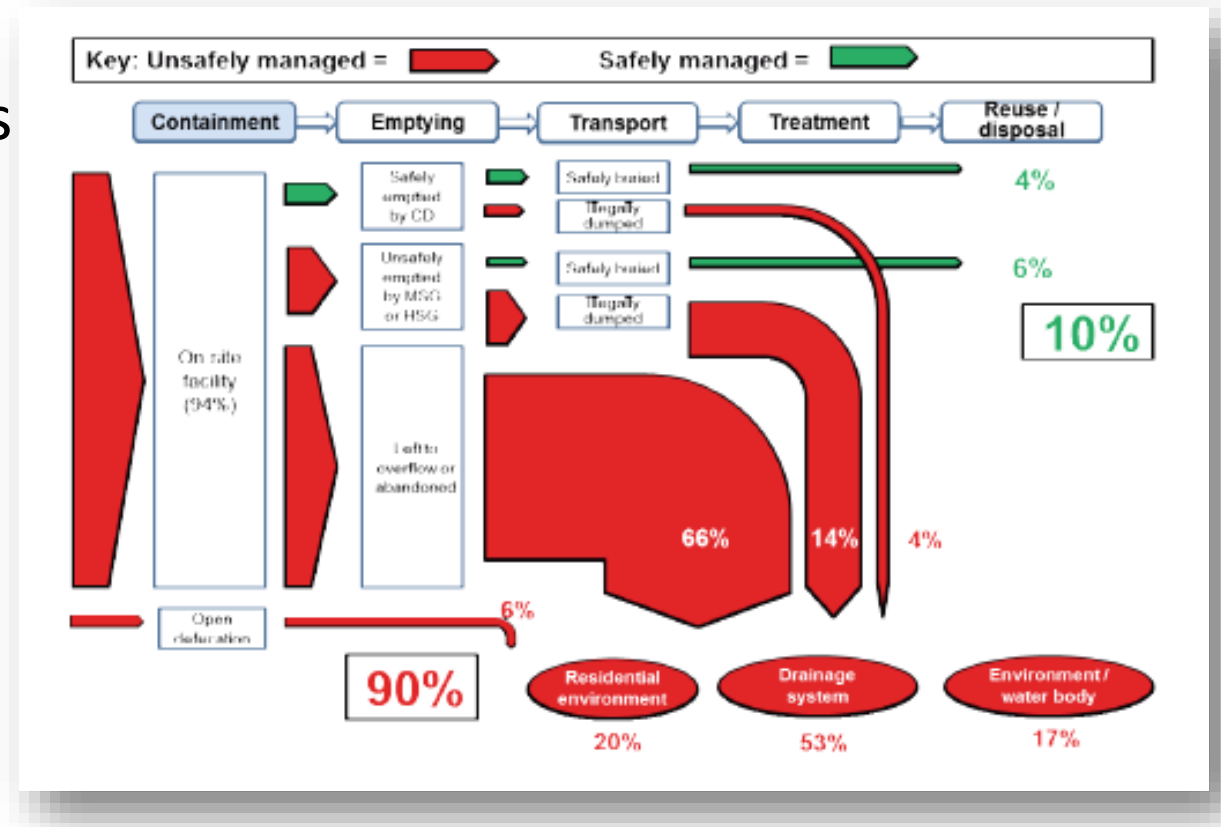 s
Key: Unsafely managed =
Safely managed =
Containment
Emptying
Transport
Treatment
Reuse /
disposal
On site
facility
(94%)
Safely
emptied
by CD
Unsafely
emptied
by MSG
or HSG
Left to
overflow or
abandoned
Safely buried
Illegally
dumped
Safely buried
Illegally
dumped
4%
6%
10%
66%
14%
4%
Open
defecation
6%
90%
Residential
environment
20%
Drainage
system
53%
Environment /
water body
17%